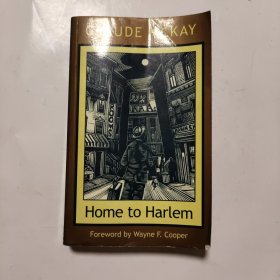 CLAUDE McKAY
Home to Harlem
Foreword by Wayne F. Cooper